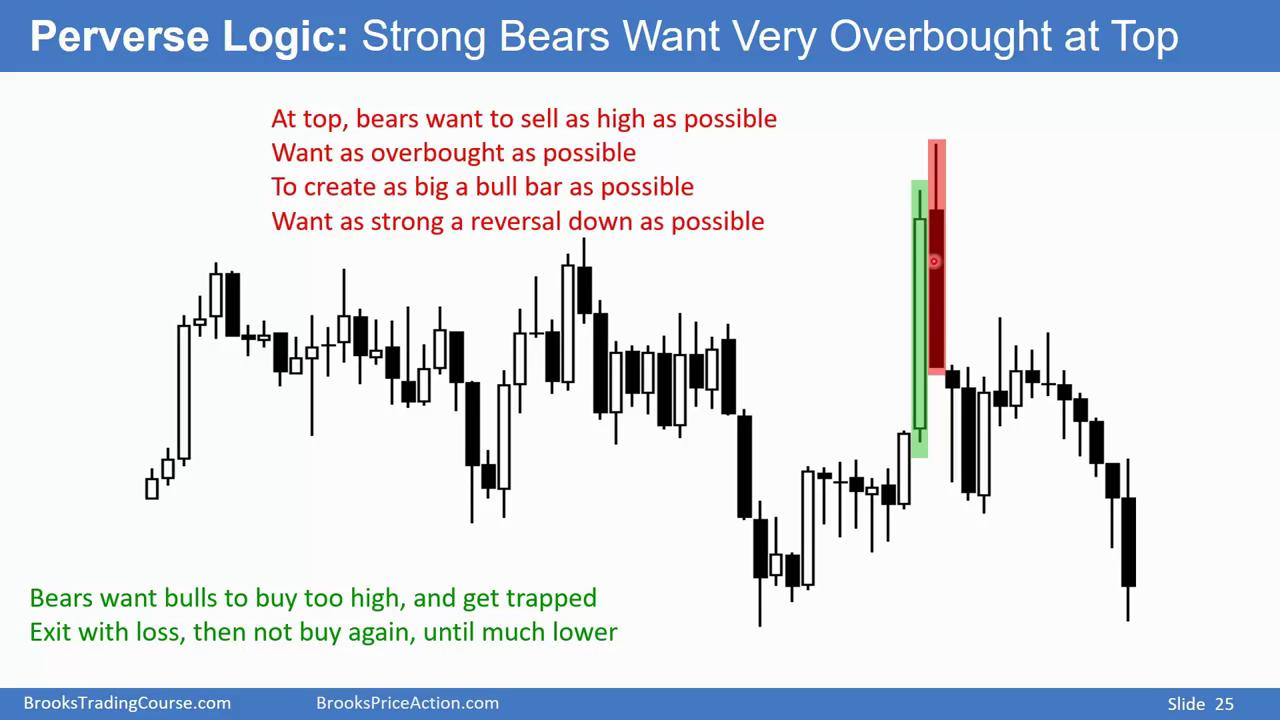 Perverse Logic: Strong Bears Want Very Overbought at Top
At top, bears want to sell as high as possible
Want as overbought as possible
To create as big a bull bar as possible
Want as strong a reversal down as possible
Bears want bulls to buy too high, and get trapped
Exit with loss, then not buy again, until much lower
BrooksTradingCourse.com
BrooksPriceAction.com
Slide 25